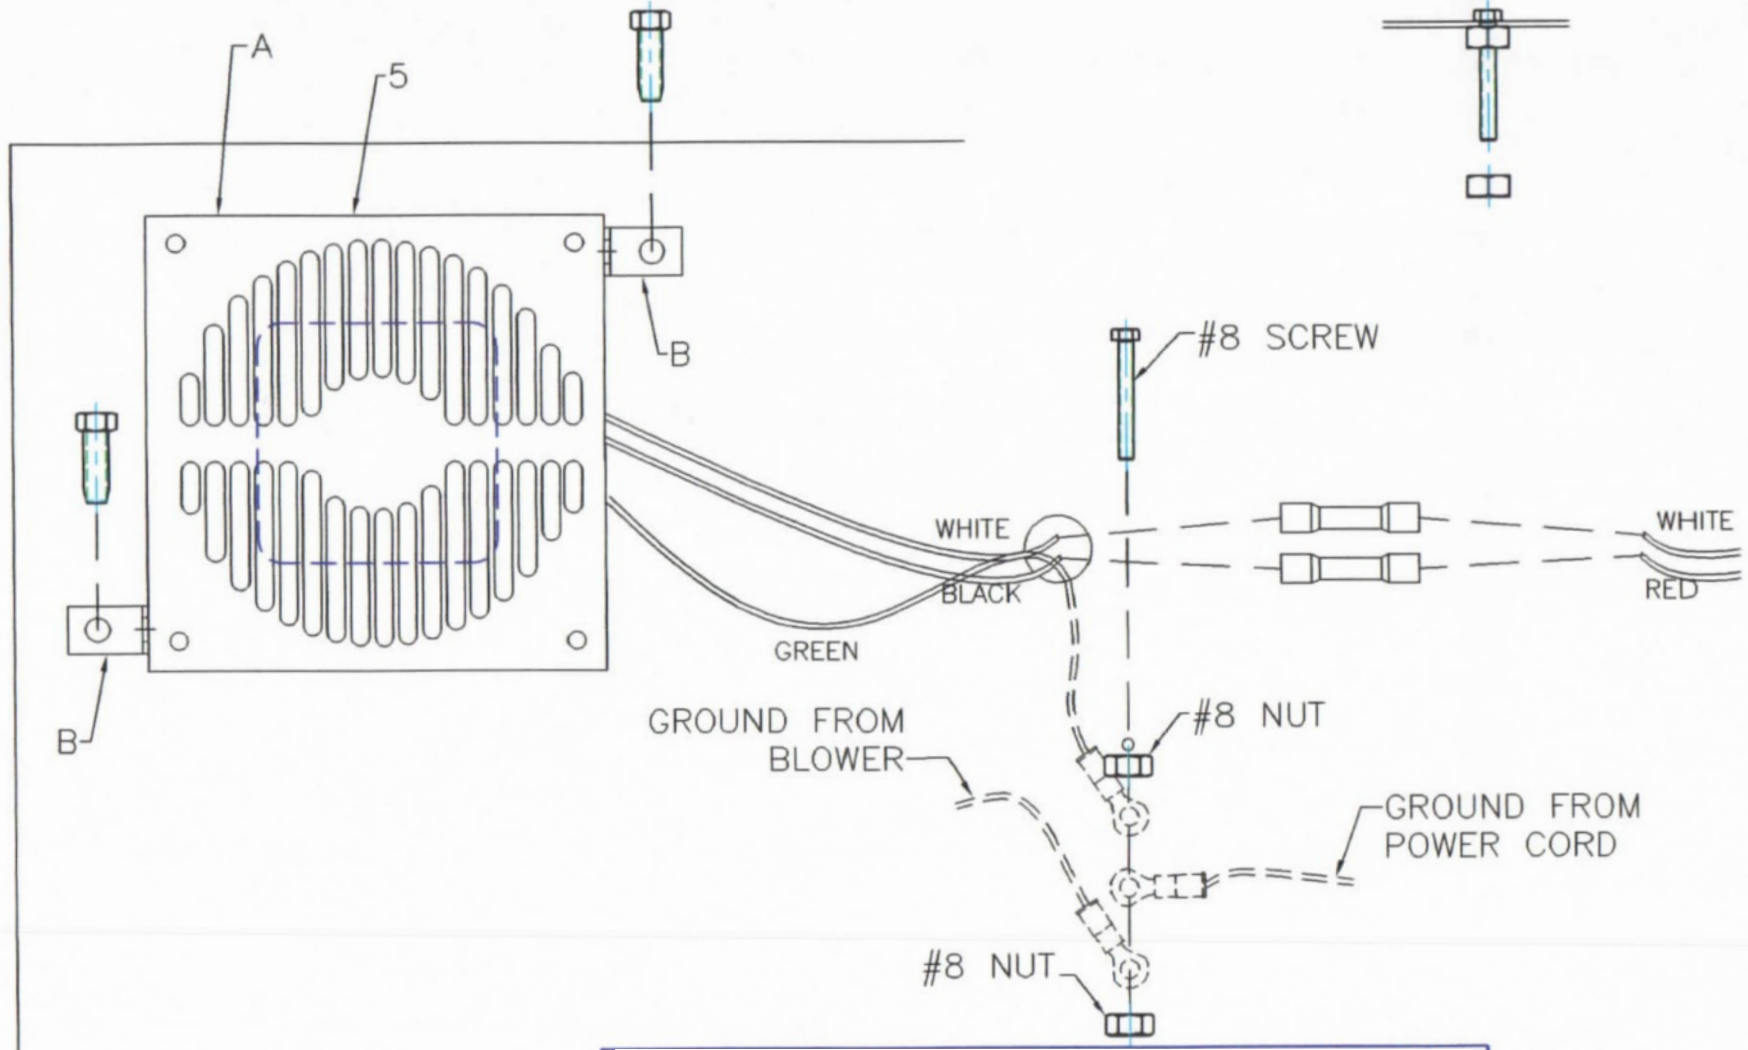 A
5
B
#8 SCREW
WHITE
WHITE
BLACK
RED
GREEN
GROUND FROM
BLOWER
#8 NUT
B
GROUND FROM
POWER CORD
#8 NUT